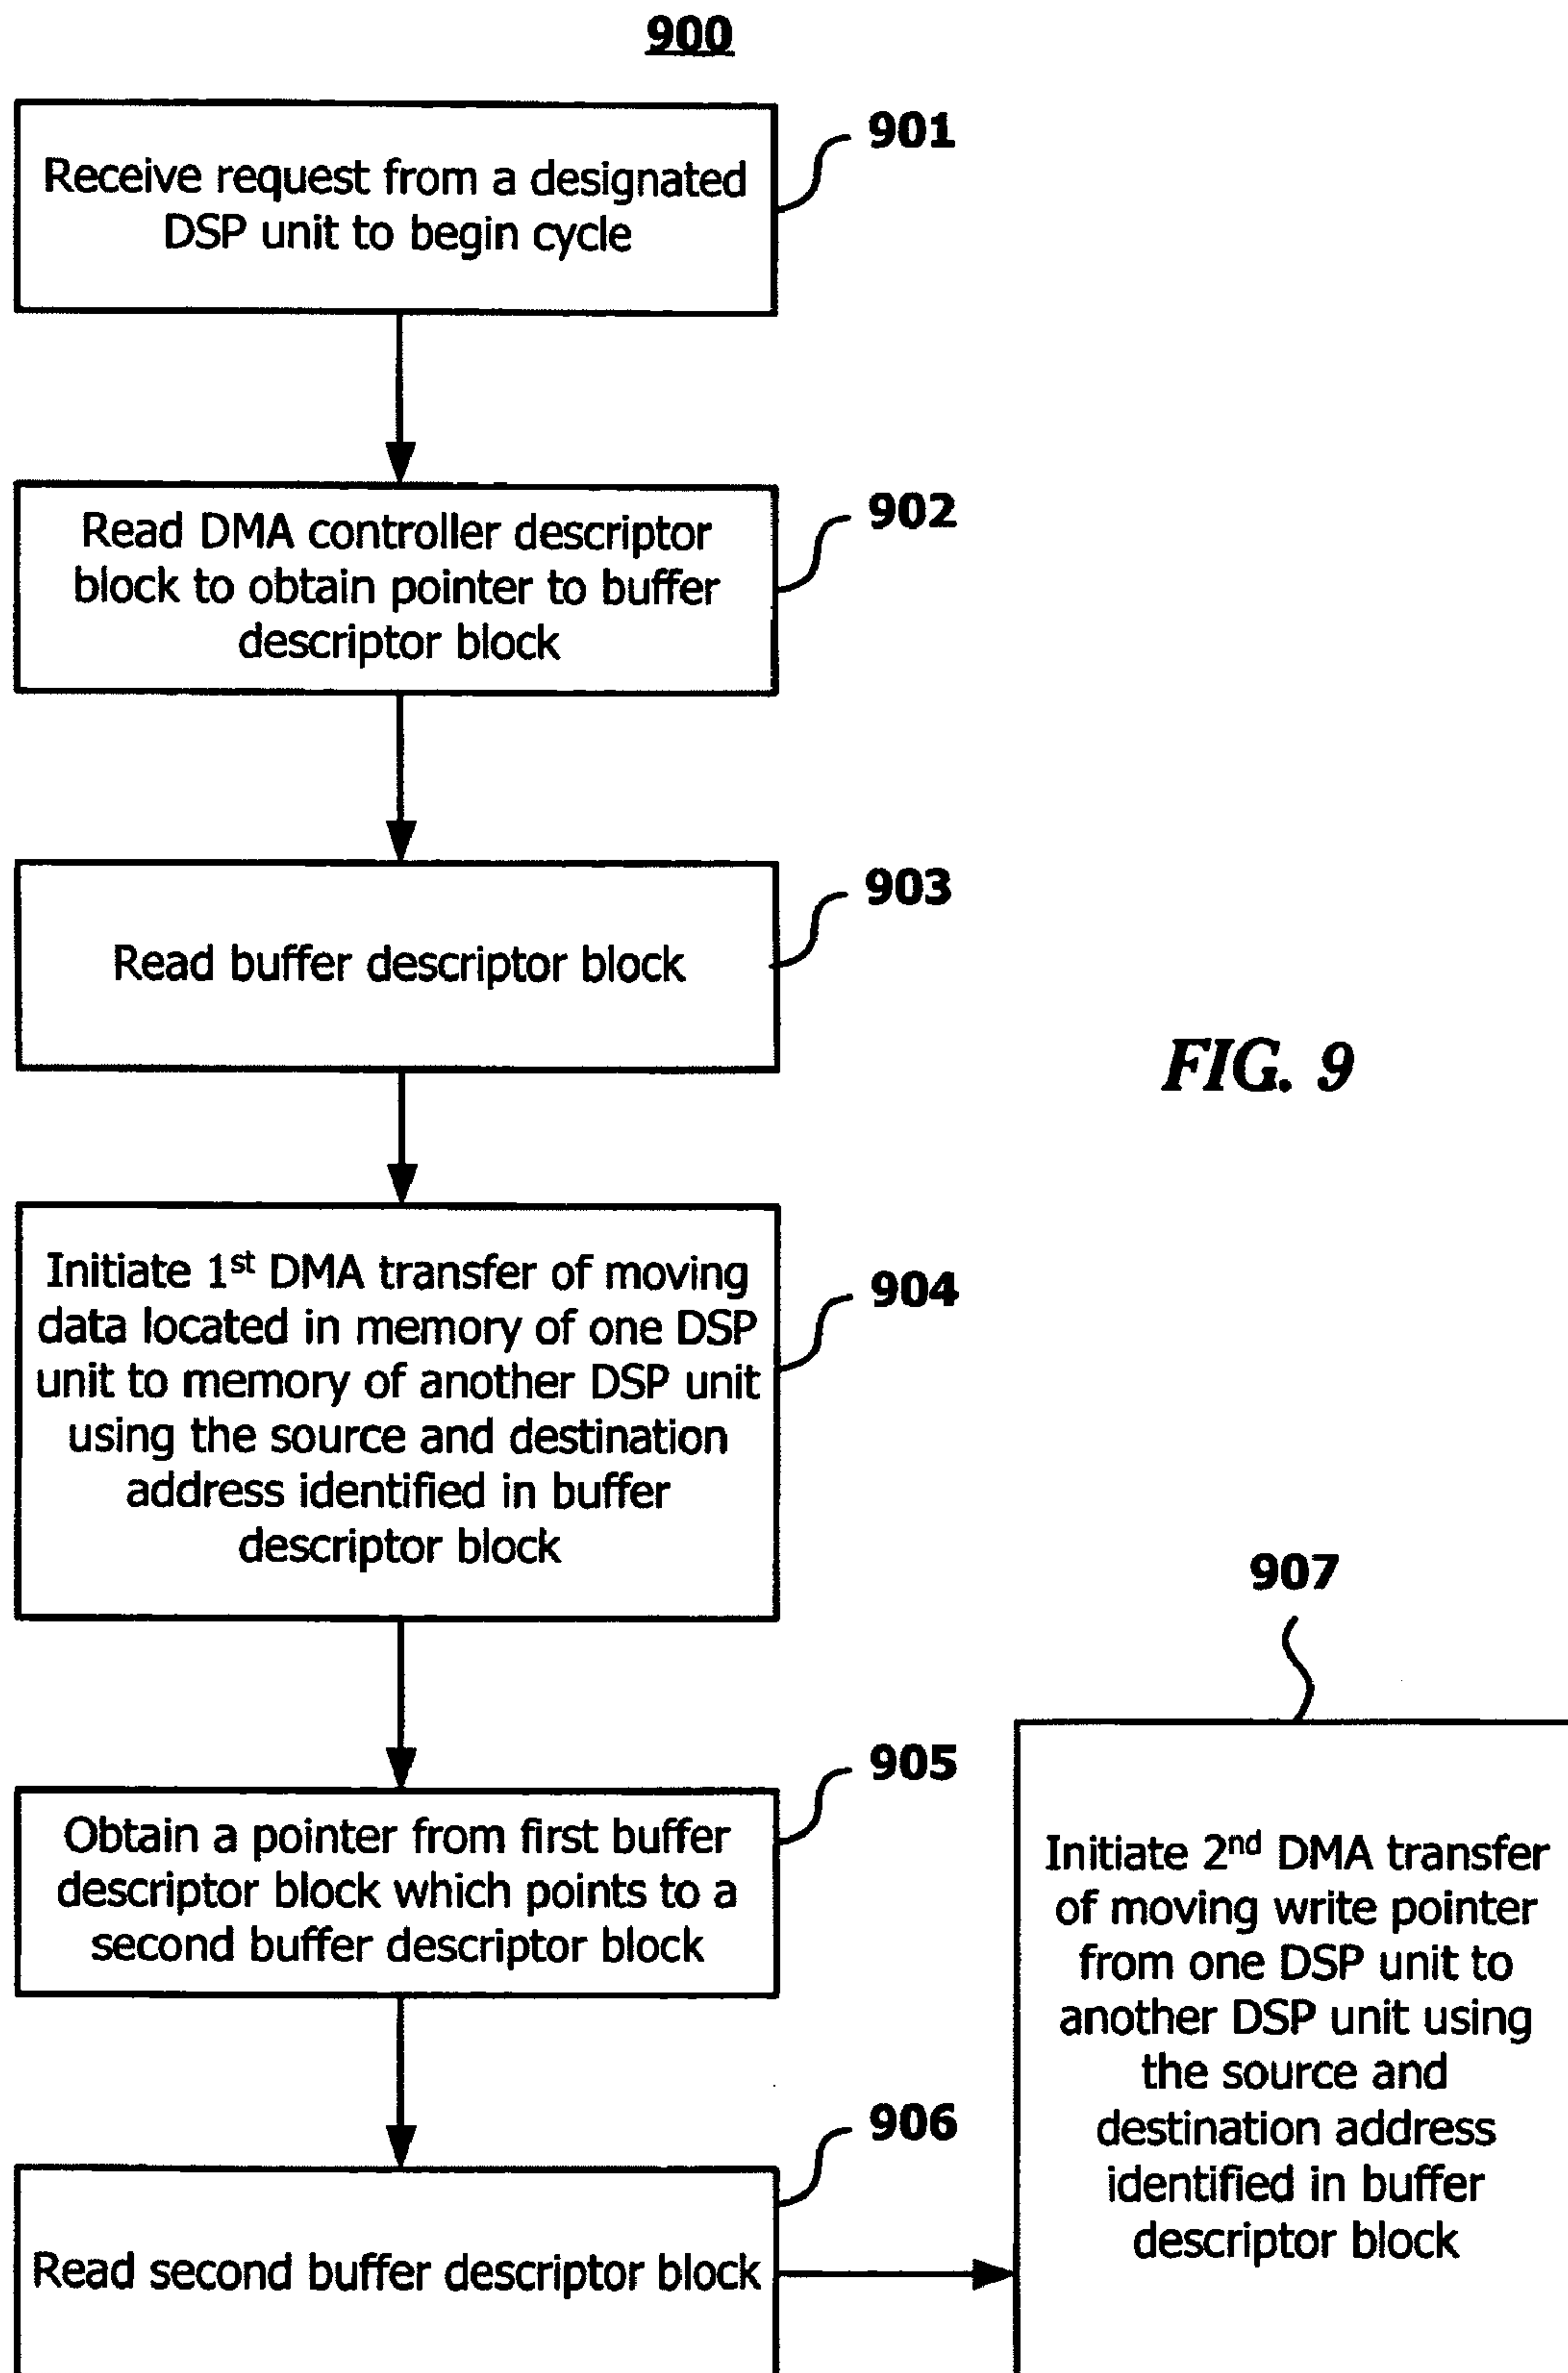 900
901
Receive request from a designated
DSP unit to begin cycle
902
Read DMA controller descriptor
block to obtain pointer to buffer
descriptor block
903
Read buffer descriptor block
FIG. 9
904
Initiate 1st DMA transfer of moving
data located in memory of one DSP
unit to memory of another DSP unit
using the source and destination
address identified in buffer
descriptor block
905
Obtain a pointer from first buffer
descriptor block which points to a
second buffer descriptor block
906
Read second buffer descriptor block
907
Initiate 2nd DMA transfer
of moving write pointer
from one DSP unit to
another DSP unit using
the source and
destination address
identified in buffer
descriptor block